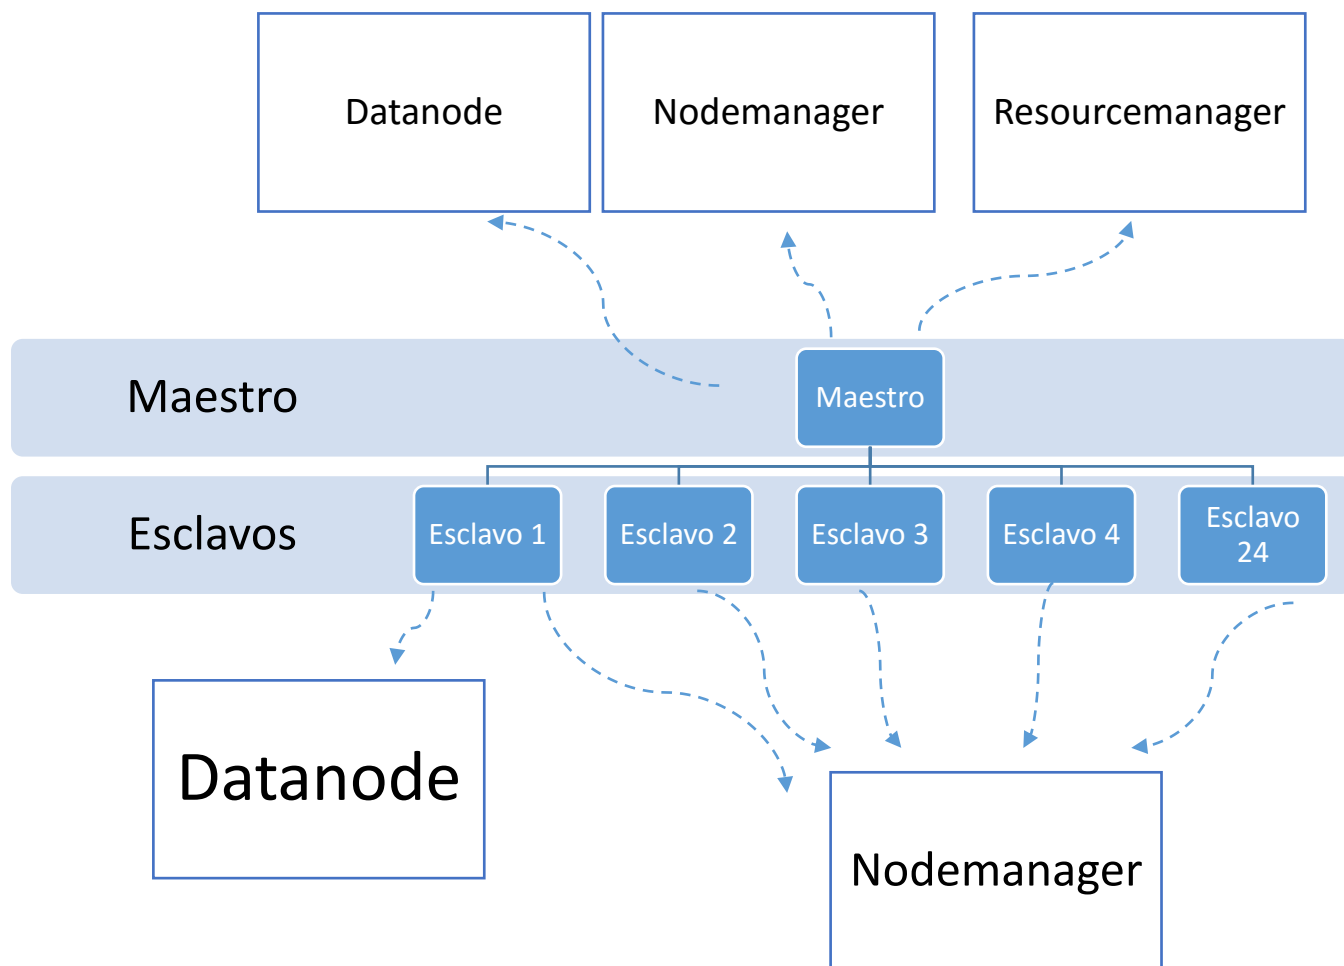 Datanode
Nodemanager
Resourcemanager
Maestro
Maestro
Esclavos
Esclavo 1
Esclavo 2
Esclavo 3
Esclavo 4
Esclavo
24
Datanode
Nodemanager